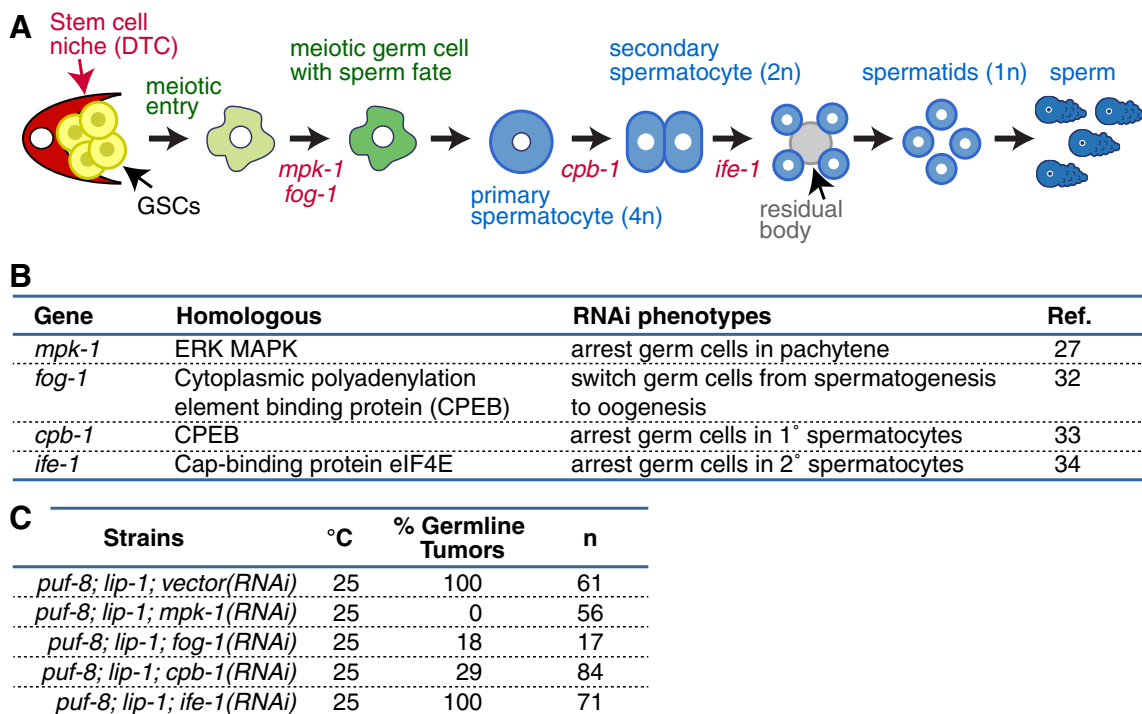 A
Stem cell
niche (DTC)
meiotic
entry
GSCs
meiotic germ cell
with sperm fate
mpk-1
fog-1
primary
spermatocyte (4n)
cpb-1
secondary
spermatocyte (2n)
ife-1
residual
body
spermatids (1n)
sperm
B
Gene Homologous RNAi phenotypes Ref.
mpk-1 ERK MAPK arrest germ cells in pachytene 27
fog-1 Cytoplasmic polyadenylation switch germ cells from spermatogenesis 32
element binding protein (CPEB) to oogenesis
cpb-1 CPEB arrest germ cells in 1° spermatocytes 33
ife-1 Cap-binding protein eIF4E arrest germ cells in 2° spermatocytes 34
C
Strains °C % Germline
Tumors n
puf-8; lip-1; vector(RNAi) 25 100 61
puf-8; lip-1; mpk-1(RNAi) 25 0 56
puf-8; lip-1; fog-1(RNAi) 25 18 17
puf-8; lip-1; cpb-1(RNAi) 25 29 84
puf-8; lip-1; ife-1(RNAi) 25 100 71